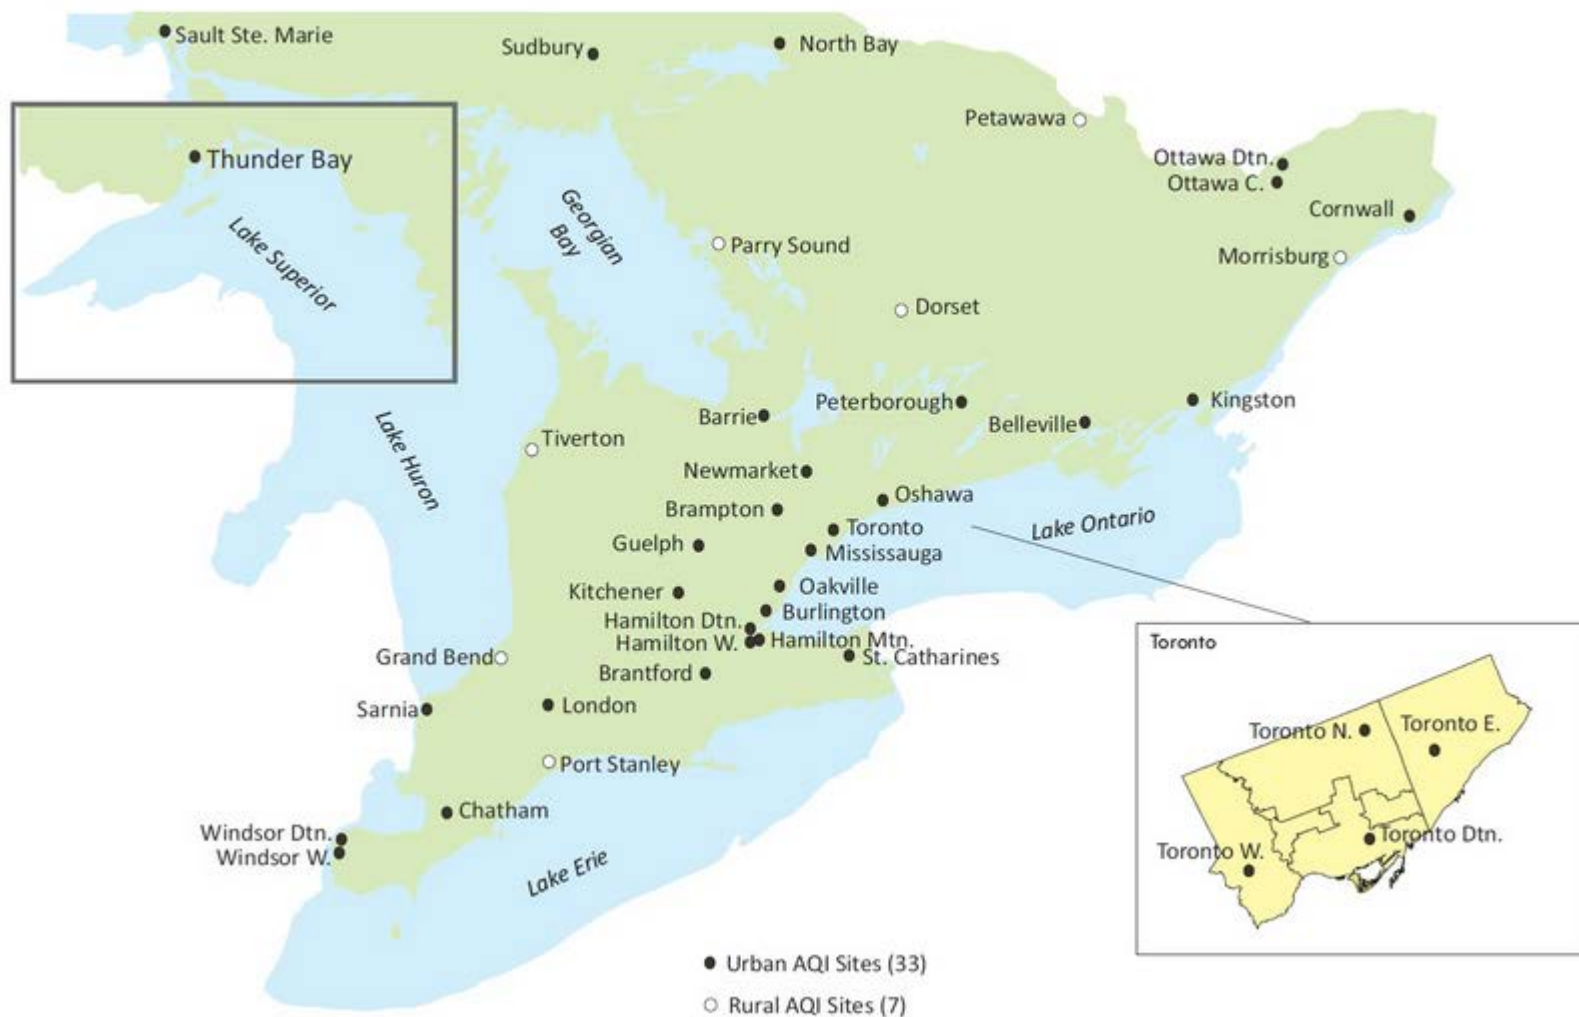 Sault Ste. Marie
Sudbury
North Bay
Petawawa
Thunder Bay
Ottawa Dtn.
Ottawa C.
Cornwall
Lake Superior
Georgian
Bay
Parry Sound
Morrisburg
Dorset
Barrie
Peterborough
Belleville
Kingston
Tiverton
Lake Huron
Newmarket
Oshawa
Brampton
Toronto
Lake Ontario
Guelph
Mississauga
Kitchener
Oakville
Burlington
Hamilton Dtn.
Hamilton W.
Hamilton Mtn.
Grand Bend
St. Catharines
Brantford
Sarnia
London
Port Stanley
Chatham
Windsor Dtn.
Windsor W.
Lake Erie
Toronto
Toronto N.
Toronto E.
Toronto Dtn.
Toronto W.
Urban AQI Sites (33)
Rural AQI Sites (7)